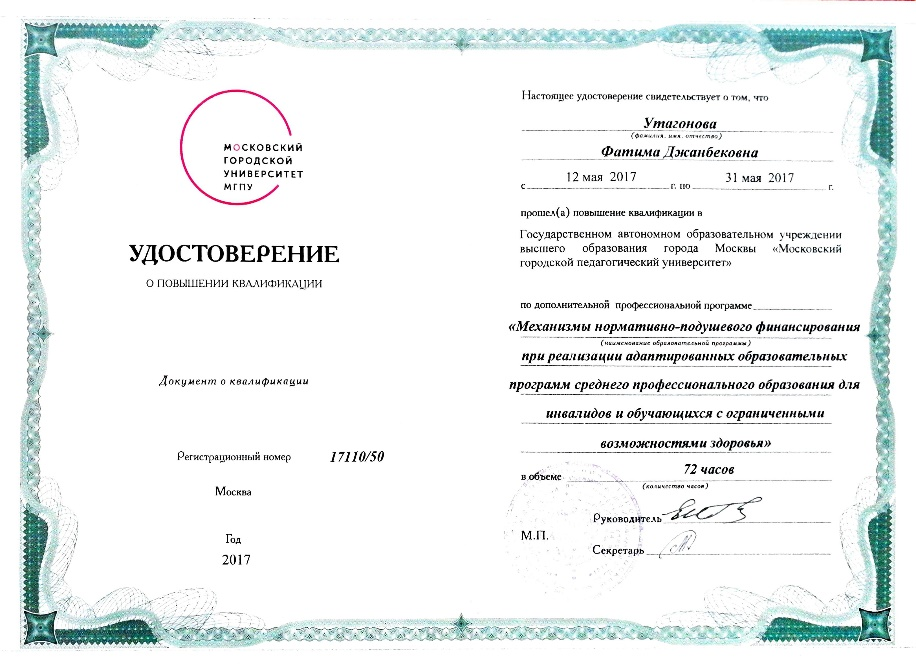 МОСКОВСКИЙ
ГОРОДСКОЙ
УНИВЕРСИТЕТ
МГПУ
УДОСТОВЕРЕНИЕ
О ПОВЫШЕНИИ КВАЛИФИКАЦИИ
Документ о квалификации
Регистрационный номер 17110/50
Москва
Год
2017
Настоящее удостоверение свидетельствует о том, что
Утагонова
(фамилия, имя, отчество)
Фатима Джанбековна
с 12 мая 2017 г. по 31 мая 2017 г.
прошел(а) повышение квалификации в
Государственном автономном образовательном учреждении
высшего образования города Москвы «Московский
городской педагогический университет»
по дополнительной профессиональной программе
«Механизмы нормативно-подушевого финансирования
(наименование образовательной программы)
при реализации адаптированных образовательных
программ среднего профессионального образования для
инвалидов и обучающихся с ограниченными
возможностями здоровья»
в объеме 72 часов
(количество часов)
Руководитель
М.П.
Секретарь